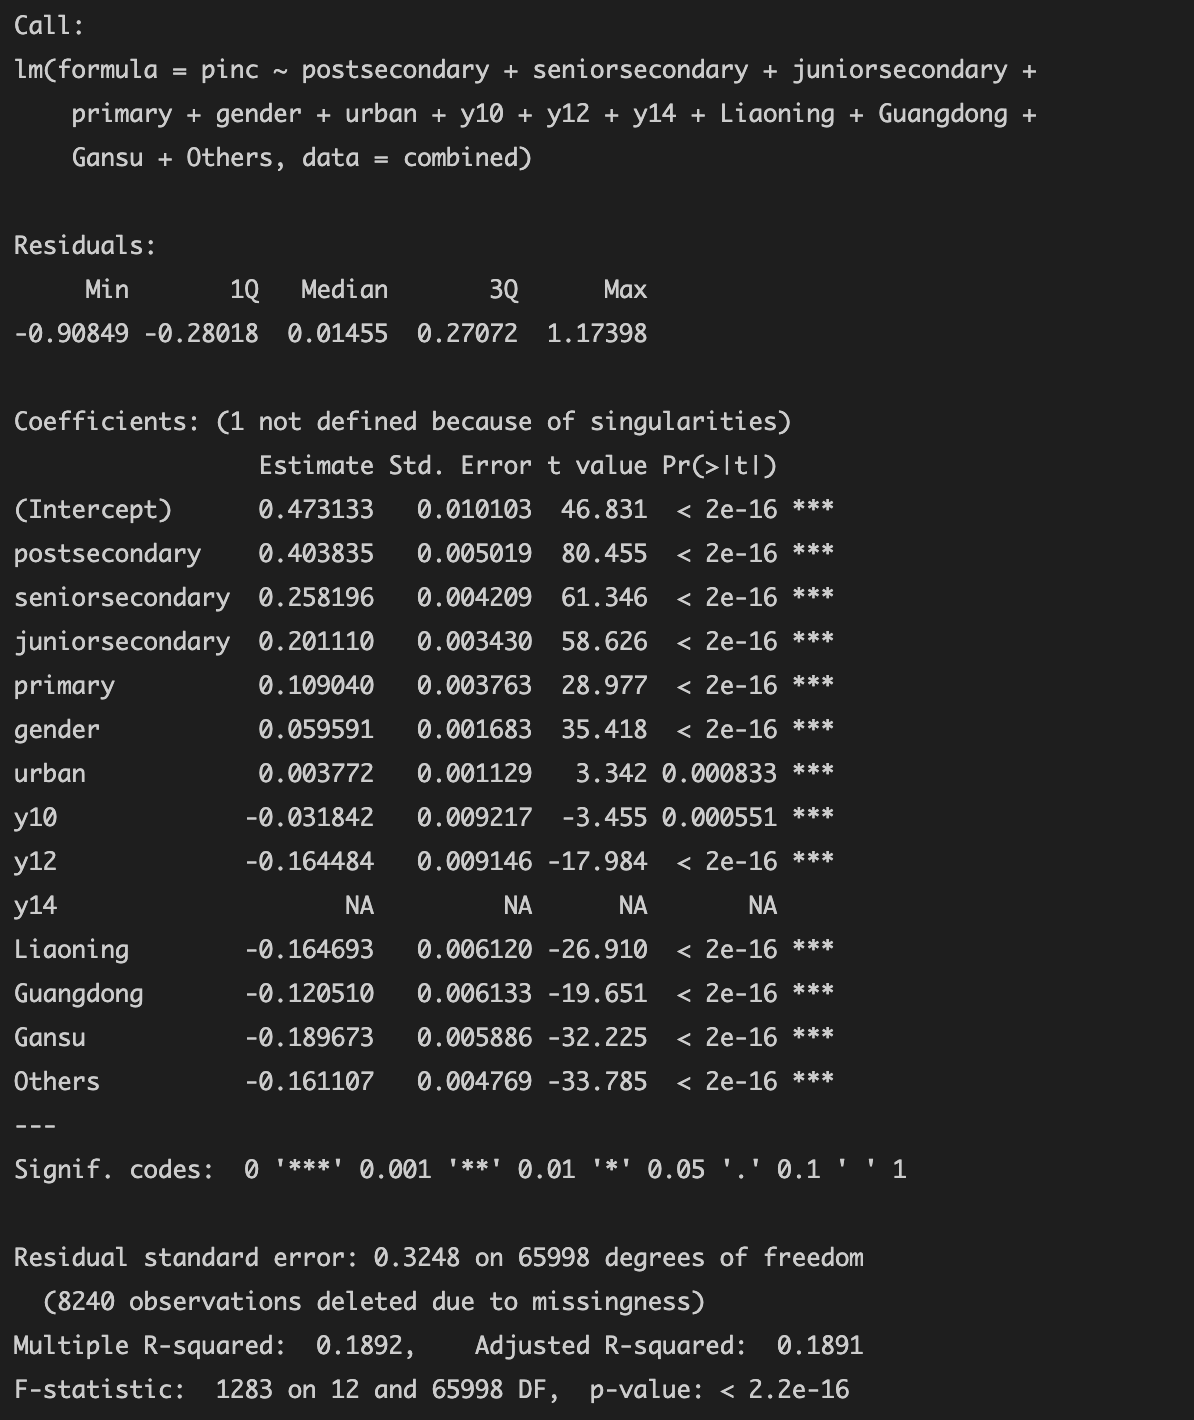 Call:
lm(formula = pinc ~ postsecondary + seniorsecondary + juniorsecondary +
    primary + gender + urban + y10 + y12 + y14 + Liaoning + Guangdong +
    Gansu + Others, data = combined)

Residuals:
     Min       1Q   Median       3Q      Max
-0.90849 -0.28018  0.01455  0.27072  1.17398

Coefficients: (1 not defined because of singularities)
                 Estimate Std. Error t value Pr(>|t|)
(Intercept)      0.473133   0.010103  46.831  < 2e-16 ***
postsecondary    0.403835   0.005019  80.455  < 2e-16 ***
seniorsecondary  0.258196   0.004209  61.346  < 2e-16 ***
juniorsecondary  0.201110   0.003430  58.626  < 2e-16 ***
primary          0.109040   0.003763  28.977  < 2e-16 ***
gender           0.059591   0.001683  35.418  < 2e-16 ***
urban            0.003772   0.001129   3.342 0.000833 ***
y10             -0.031842   0.009217  -3.455 0.000551 ***
y12             -0.164484   0.009146 -17.984  < 2e-16 ***
y14                    NA         NA      NA       NA
Liaoning        -0.164693   0.006120 -26.910  < 2e-16 ***
Guangdong       -0.120510   0.006133 -19.651  < 2e-16 ***
Gansu           -0.189673   0.005886 -32.225  < 2e-16 ***
Others          -0.161107   0.004769 -33.785  < 2e-16 ***
---
Signif. codes:  0 '***' 0.001 '**' 0.01 '*' 0.05 '.' 0.1 ' ' 1

Residual standard error: 0.3248 on 65998 degrees of freedom
  (8240 observations deleted due to missingness)
Multiple R-squared:  0.1892,    Adjusted R-squared:  0.1891
F-statistic:  1283 on 12 and 65998 DF,  p-value: < 2.2e-16